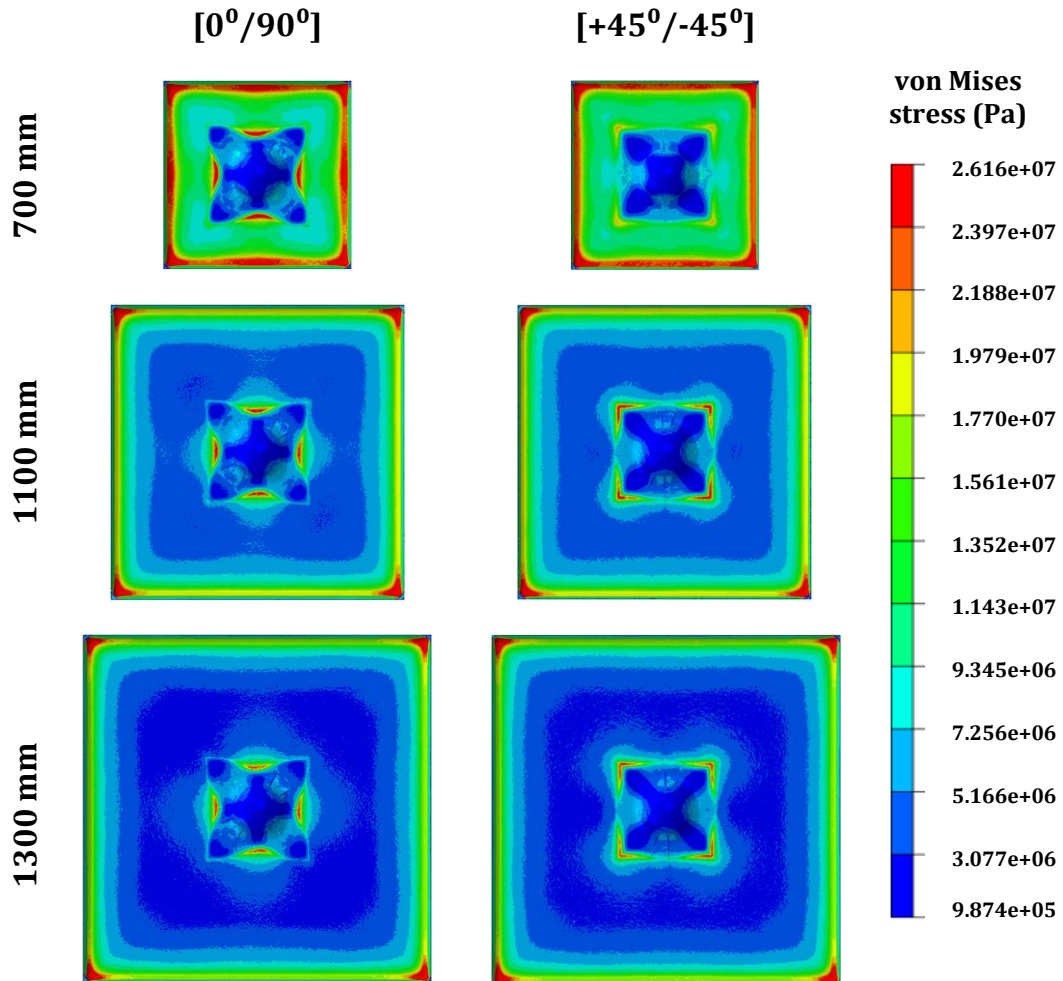 [0⁰/90⁰]
[+45⁰/-45⁰]
von Mises
stress (Pa)
700 mm
1100 mm
1300 mm
2.616e+07
2.397e+07
2.188e+07
1.979e+07
1.770e+07
1.561e+07
1.352e+07
1.143e+07
9.345e+06
7.256e+06
5.166e+06
3.077e+06
9.874e+05